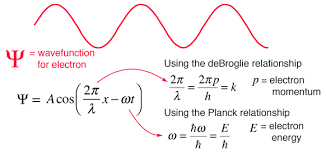 Ψ = wavefunction for electron
Using the deBroglie relationship
2π/λ = 2πp/h = k p = electron momentum
Ψ = A cos(2π/λ x − ωt)
Using the Planck relationship
ω = ħω/ħ = E/ħ E = electron energy